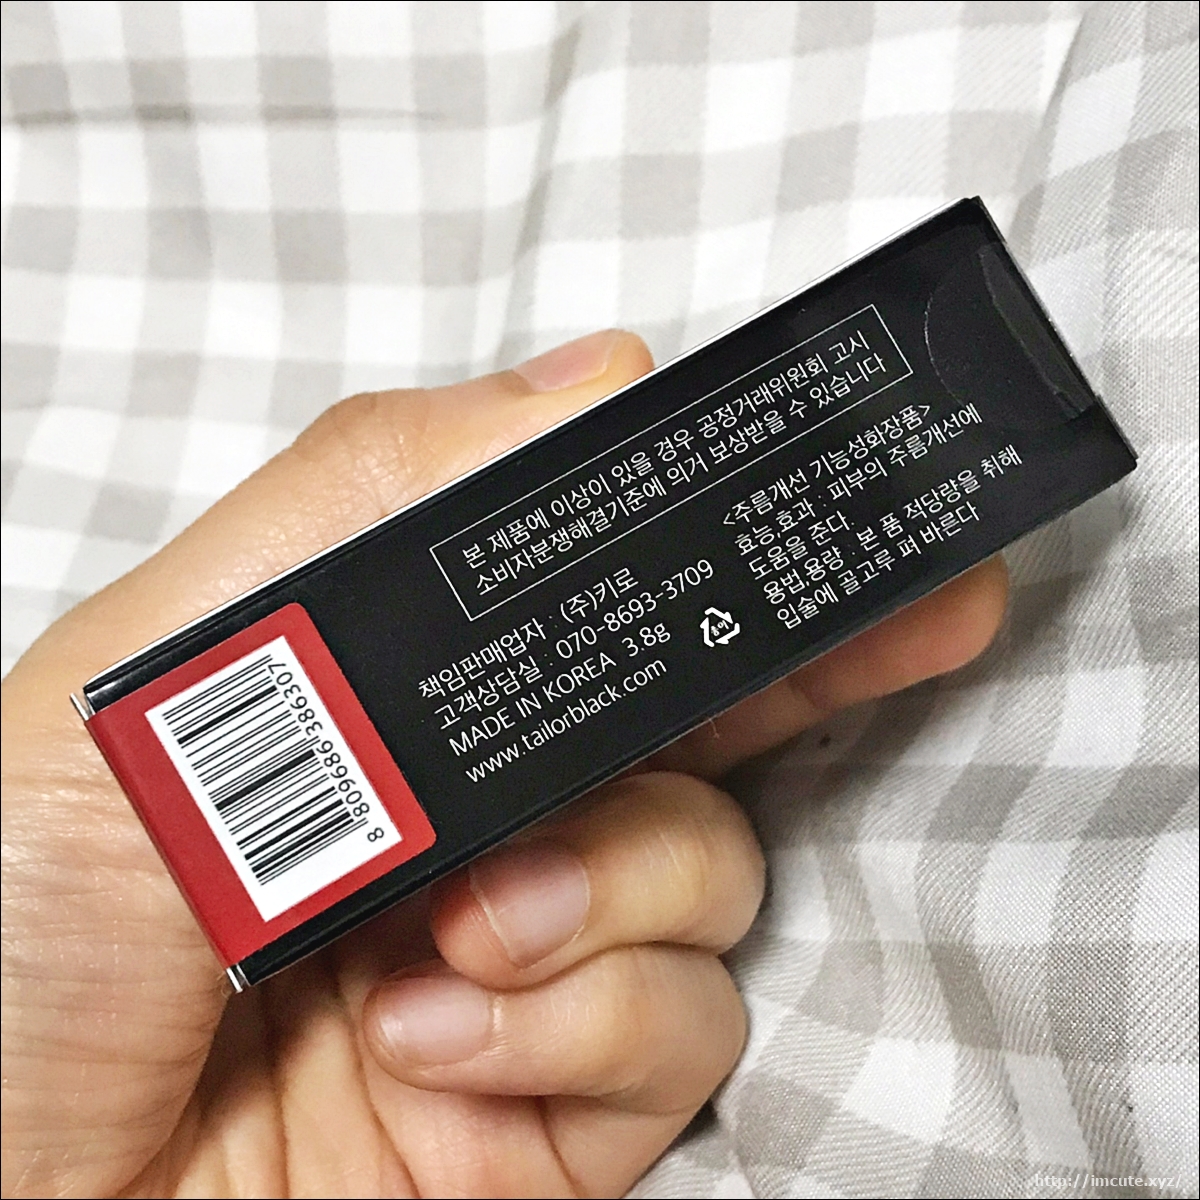 본 제품에 이상이 있을 경우 공정거래위원회 고시
소비자분쟁해결기준에 의거 보상받을 수 있습니다
책임판매업자 : (주)키로
고객상담실 : 070-8693-3709
MADE IN KOREA 3.8g
www.tailorblack.com
종이
<주름개선 기능성화장품>
효능,효과 : 피부의 주름개선에
도움을 준다.
용법,용량 : 본 품 적당량을 취해
입술에 골고루 펴 바른다
8 809686 386307
http://imcute.xyz/